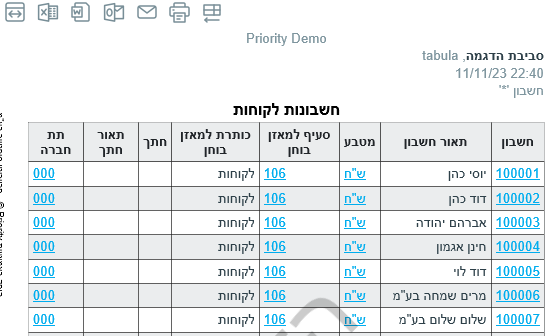 Priority Demo
סביבת הדגמה, tabula
11/11/23 22:40
חשבון '*'
חשבונות לקוחות
חשבון תאור חשבון מטבע סעיף למאזן בוחן כותרת למאזן בוחן חתך תאור חתך תת חברה
100001 יוסי כהן ש"ח 106 לקוחות 000
100002 דוד כהן ש"ח 106 לקוחות 000
100003 אברהם יהודה ש"ח 106 לקוחות 000
100004 חינן אגמון ש"ח 106 לקוחות 000
100005 דוד לוי ש"ח 106 לקוחות 000
100006 מרים שמחה בע"מ ש"ח 106 לקוחות 000
100007 שלום שלום בע"מ ש"ח 106 לקוחות 000